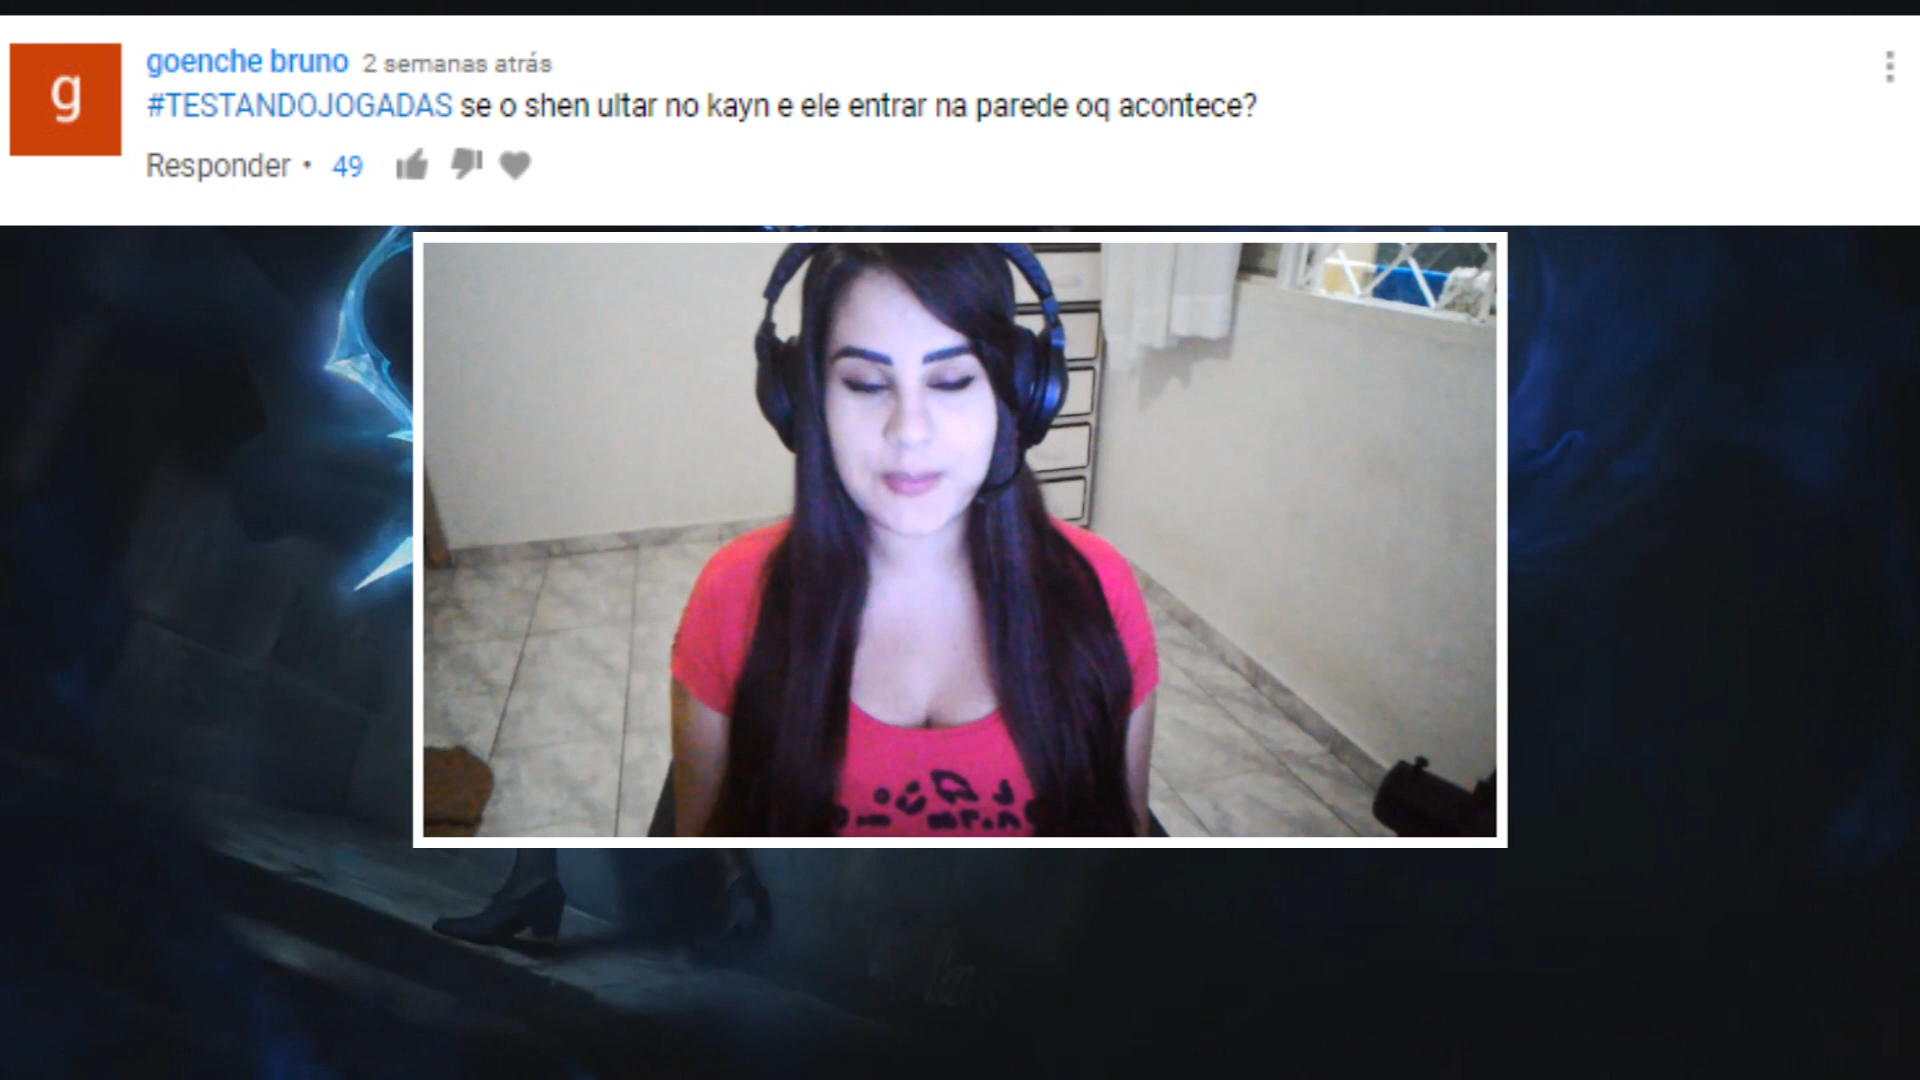 g
goenche bruno 2 semanas atrás
#TESTANDOJOGADAS se o shen ultar no kayn e ele entrar na parede oq acontece?
Responder • 49